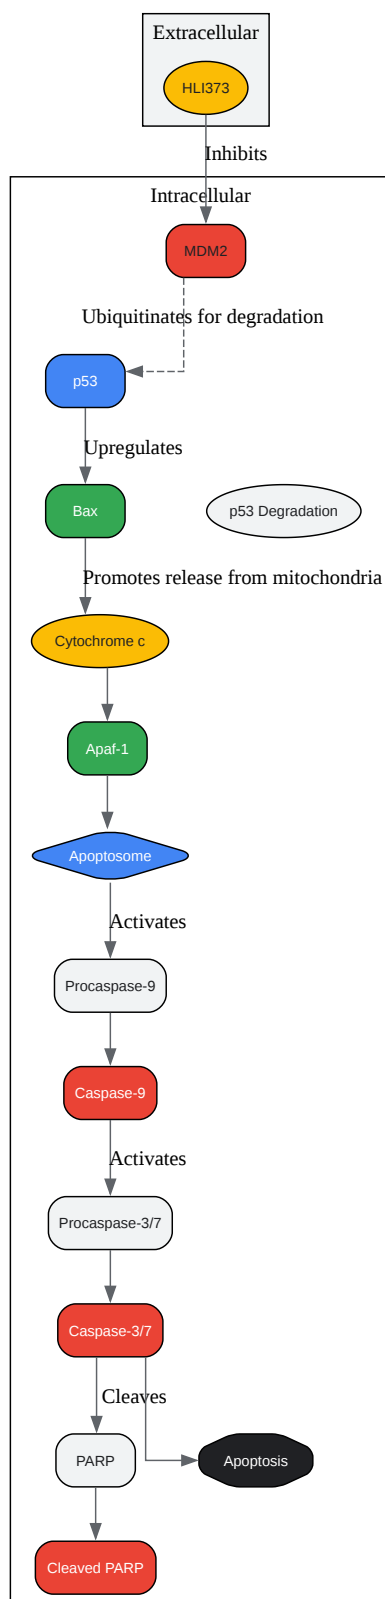 Extracellular
HLI373
Inhibits
Intracellular
MDM2
Ubiquitinates for degradation
p53
Upregulates
Bax
p53 Degradation
Promotes release from mitochondria
Cytochrome c
Apaf-1
Apoptosome
Activates
Procaspase-9
Caspase-9
Activates
Procaspase-3/7
Caspase-3/7
Cleaves
PARP
Apoptosis
Cleaved PARP